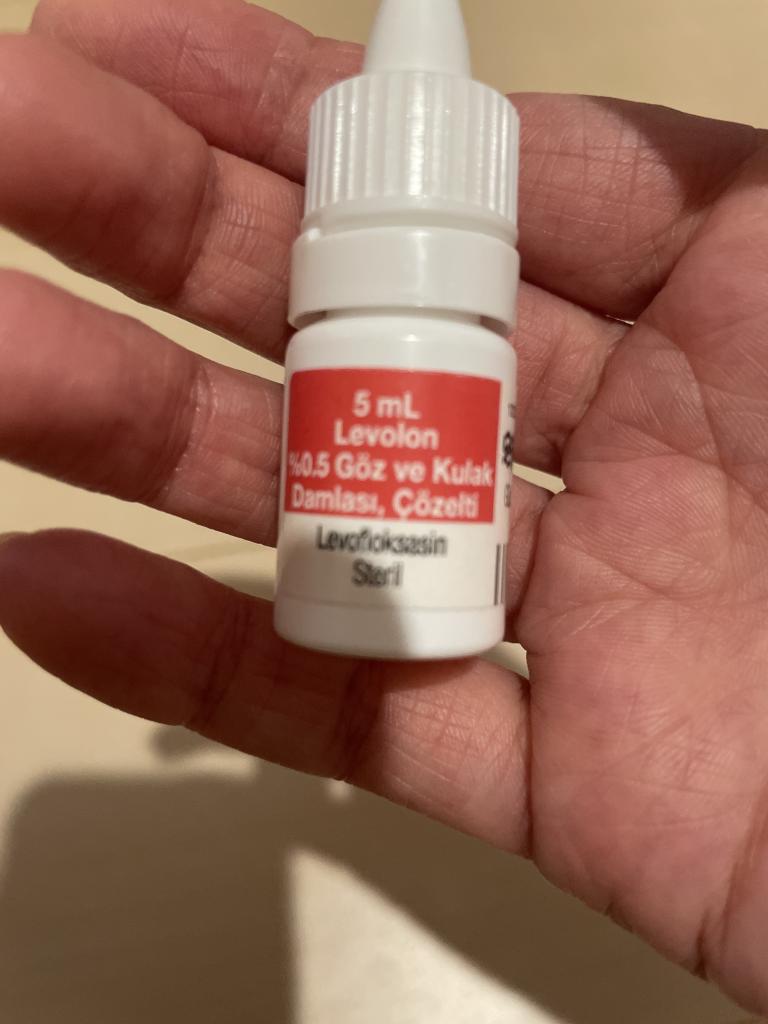 5 mL
Levolon
%0.5 Göz ve Kulak
Damlası, Çözelti
Levofloksasin
Steril